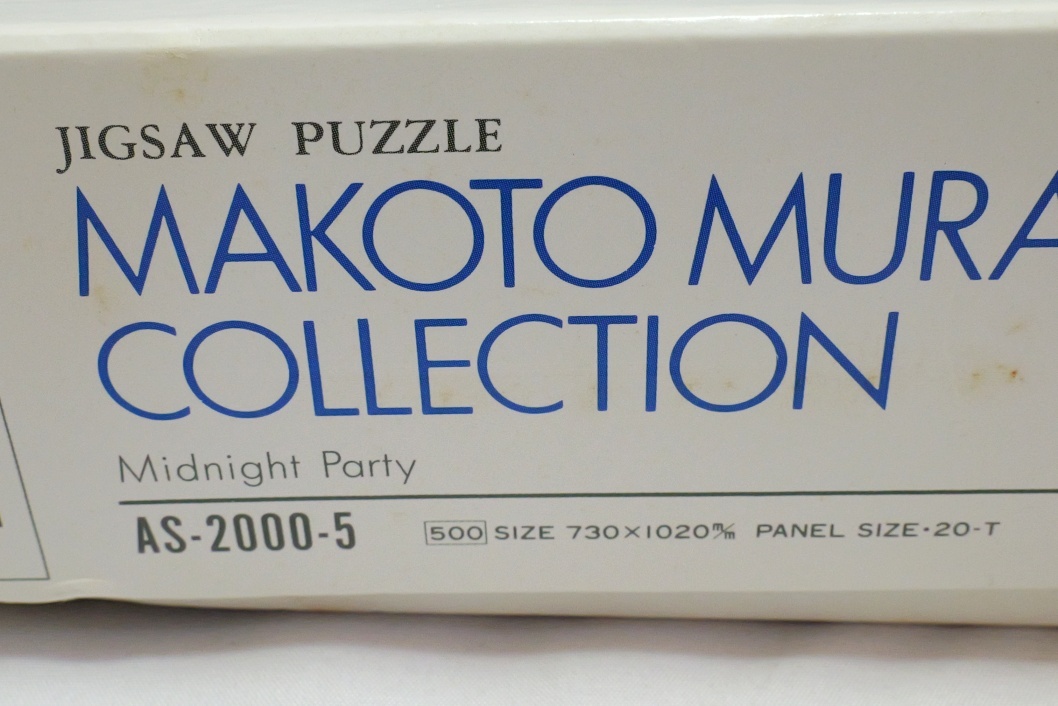 JIGSAW PUZZLE
MAKOTO MURA
COLLECTION
Midnight Party
AS-2000-5 500 SIZE 730×1020㎜ PANEL SIZE・20-T